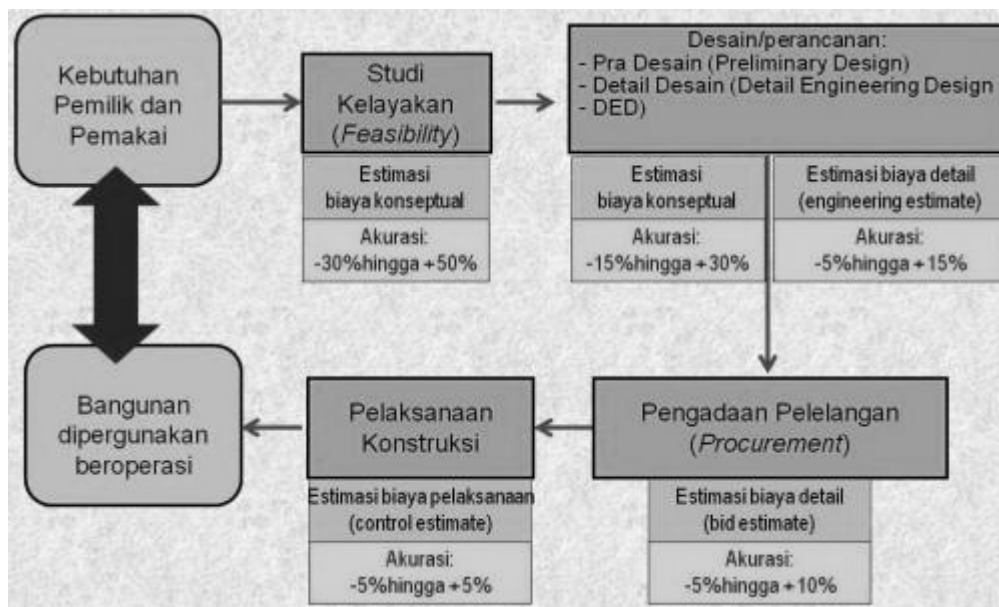 Kebutuhan
Pemilik dan
Pemakai
Studi
Kelayakan
(Feasibility)
Estimasi
biaya konseptual
Akurasi:
-30%hingga +50%
Desain/perancanan:
- Pra Desain (Preliminary Design)
- Detail Desain (Detail Engineering Design
- DED)
Estimasi
biaya konseptual
Akurasi:
-15%hingga +30%
Estimasi biaya detail
(engineering estimate)
Akurasi:
-5%hingga +15%
Pengadaan Pelelangan
(Procurement)
Estimasi biaya detail
(bid estimate)
Akurasi:
-5%hingga +10%
Pelaksanaan
Konstruksi
Estimasi biaya pelaksanaan
(control estimate)
Akurasi:
-5%hingga +5%
Bangunan
dipergunakan
beroperasi